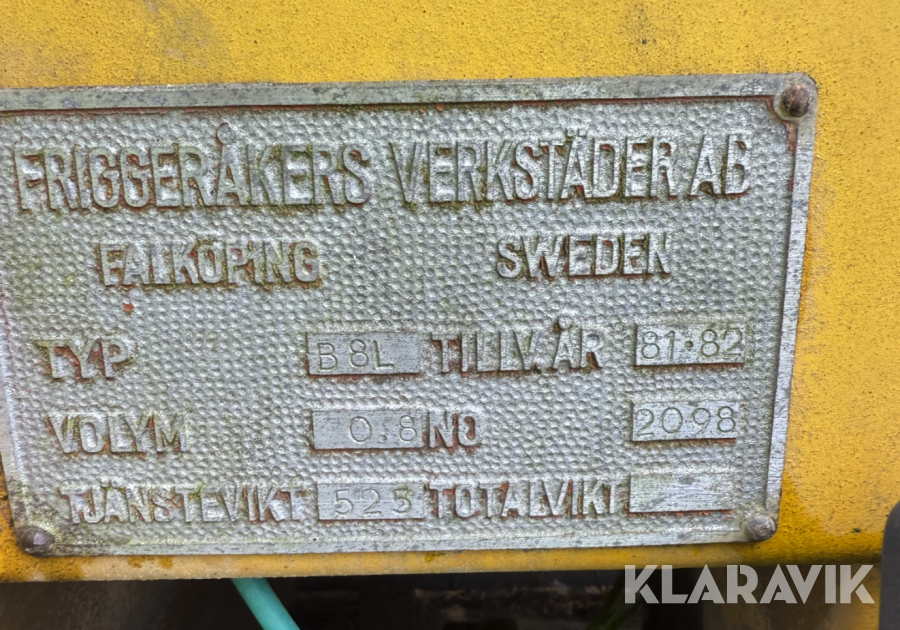 FRIGGERÅKERS VERKSTÄDER AB
FALKÖPING SWEDEN
TYP B8L TILLV.ÅR 81-82
VOLYM 0.8 NO 2098
TJÄNSTEVIKT 525 TOTALVIKT
KLARAVIK